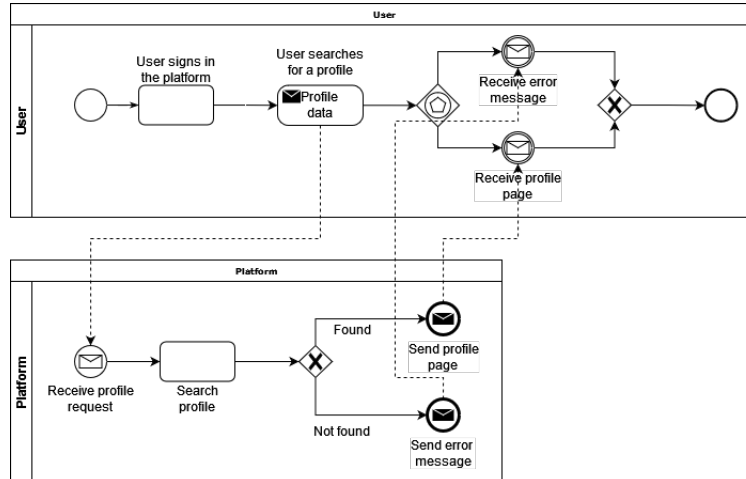 User
User
User signs in
the platform
User searches
for a profile
Profile
data
Receive error
message
Receive profile
page
Platform
Platform
Receive profile
request
Search
profile
Found
Not found
Send profile
page
Send error
message